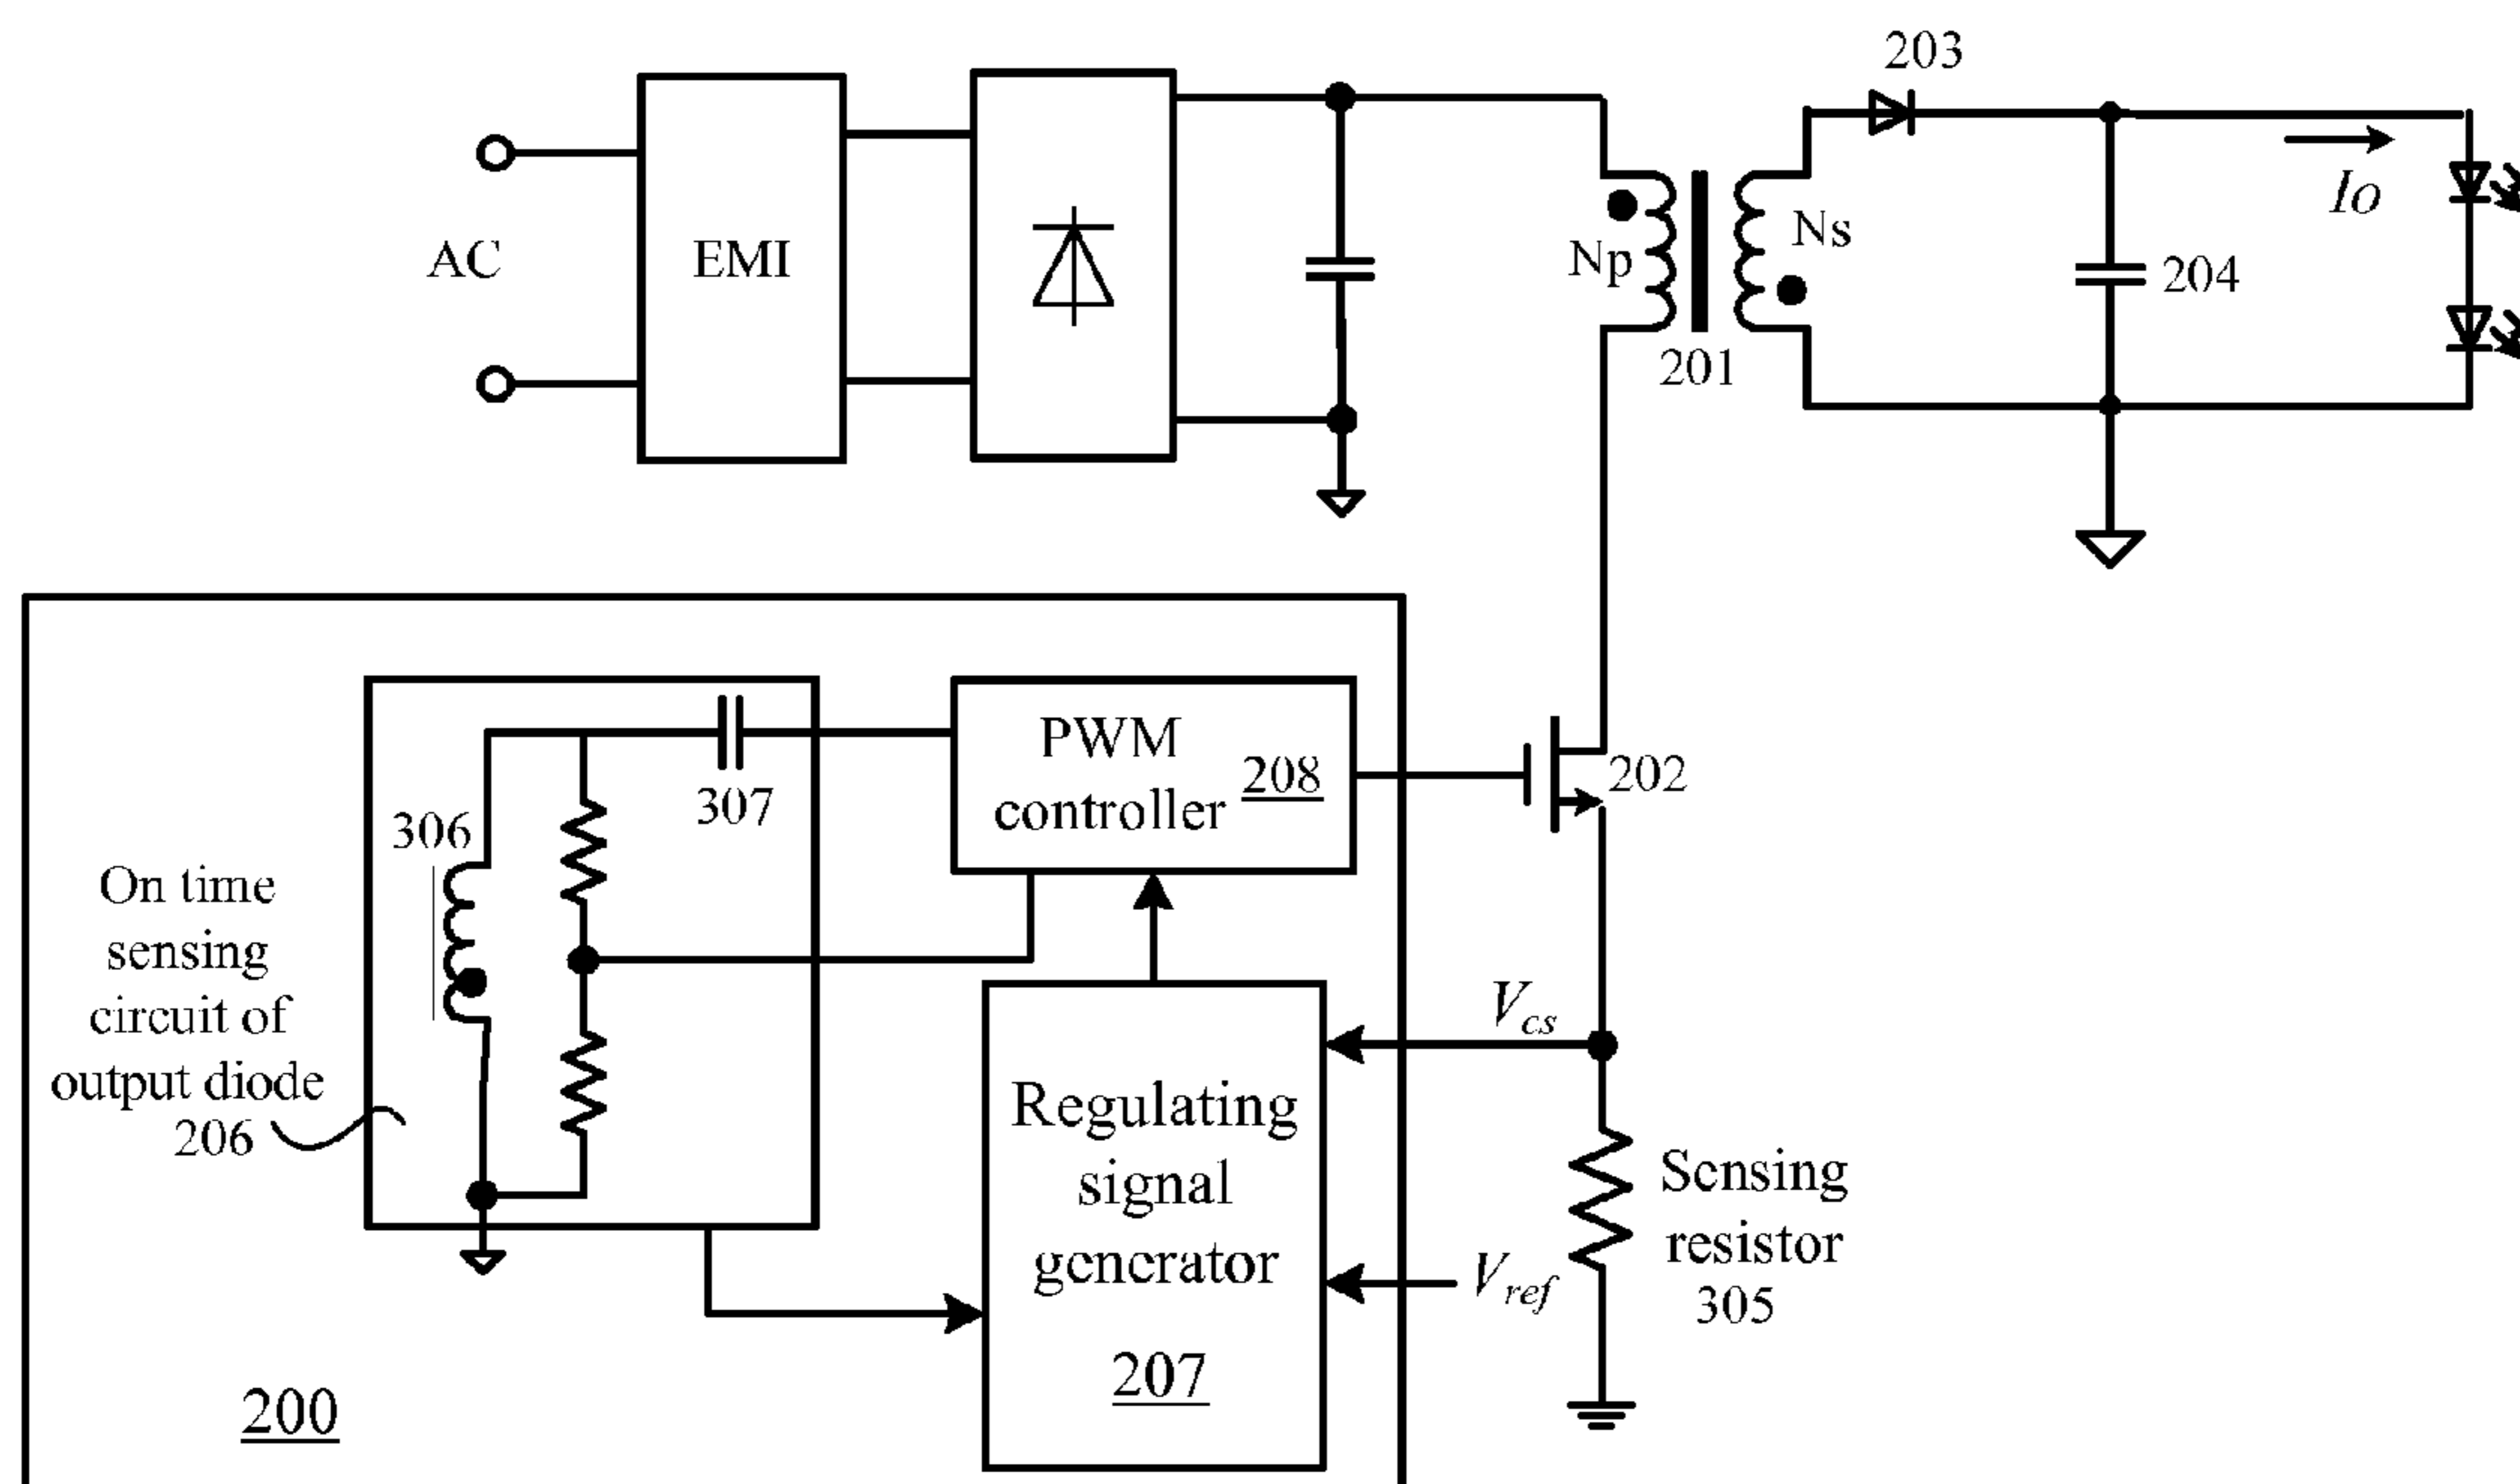 203
AC
EMI
Np
Ns
201
204
Io
PWM
controller 208
202
306
307
On time
sensing
circuit of
output diode
206
Vcs
Regulating
signal
generator
207
Vref
Sensing
resistor
305
200